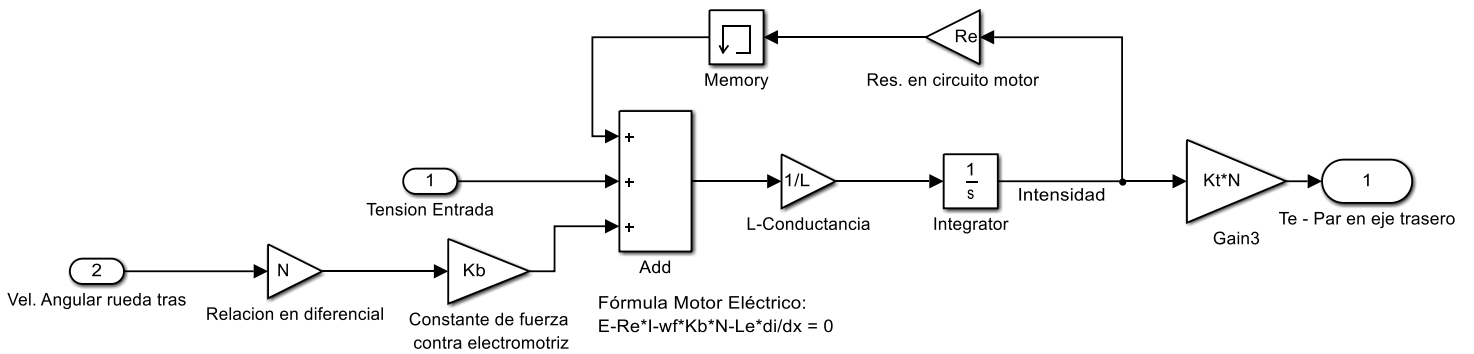 Re
Memory
Res. en circuito motor
+
+
+
1
Tension Entrada
1/L
L-Conductancia
1
s
Integrator
Intensidad
Kt*N
Gain3
1
Te - Par en eje trasero
Add
2
Vel. Angular rueda tras
N
Relacion en diferencial
Kb
Constante de fuerza
contra electromotriz
Fórmula Motor Eléctrico:
E-Re*I-wf*Kb*N-Le*di/dx = 0